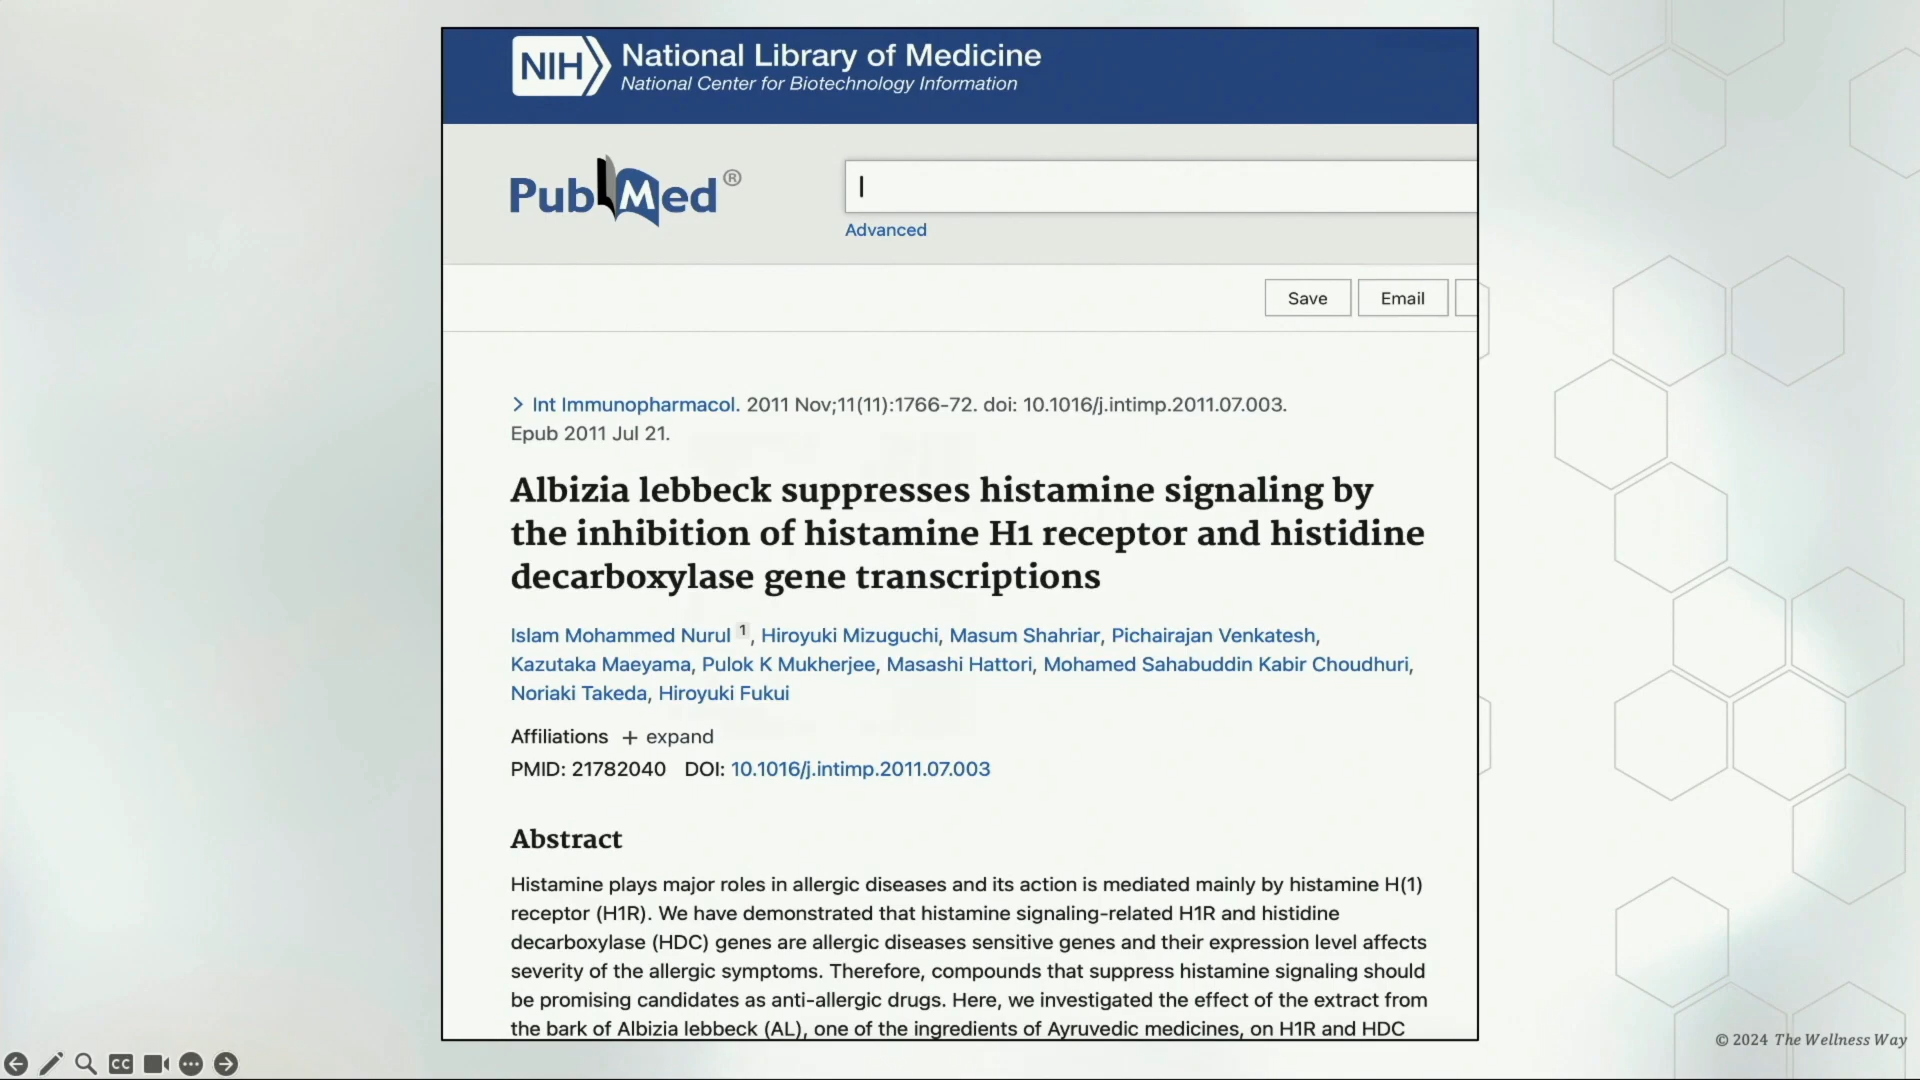 NIH National Library of Medicine
National Center for Biotechnology Information
PubMed®
Advanced
Save Email
> Int Immunopharmacol. 2011 Nov;11(11):1766-72. doi: 10.1016/j.intimp.2011.07.003.
Epub 2011 Jul 21.
Albizia lebbeck suppresses histamine signaling by
the inhibition of histamine H1 receptor and histidine
decarboxylase gene transcriptions
Islam Mohammed Nurul 1, Hiroyuki Mizuguchi, Masum Shahriar, Pichairajan Venkatesh,
Kazutaka Maeyama, Pulok K Mukherjee, Masashi Hattori, Mohamed Sahabuddin Kabir Choudhuri,
Noriaki Takeda, Hiroyuki Fukui
Affiliations + expand
PMID: 21782040 DOI: 10.1016/j.intimp.2011.07.003
Abstract
Histamine plays major roles in allergic diseases and its action is mediated mainly by histamine H(1)
receptor (H1R). We have demonstrated that histamine signaling-related H1R and histidine
decarboxylase (HDC) genes are allergic diseases sensitive genes and their expression level affects
severity of the allergic symptoms. Therefore, compounds that suppress histamine signaling should
be promising candidates as anti-allergic drugs. Here, we investigated the effect of the extract from
the bark of Albizia lebbeck (AL), one of the ingredients of Ayruvedic medicines, on H1R and HDC
© 2024 The Wellness Way
CC